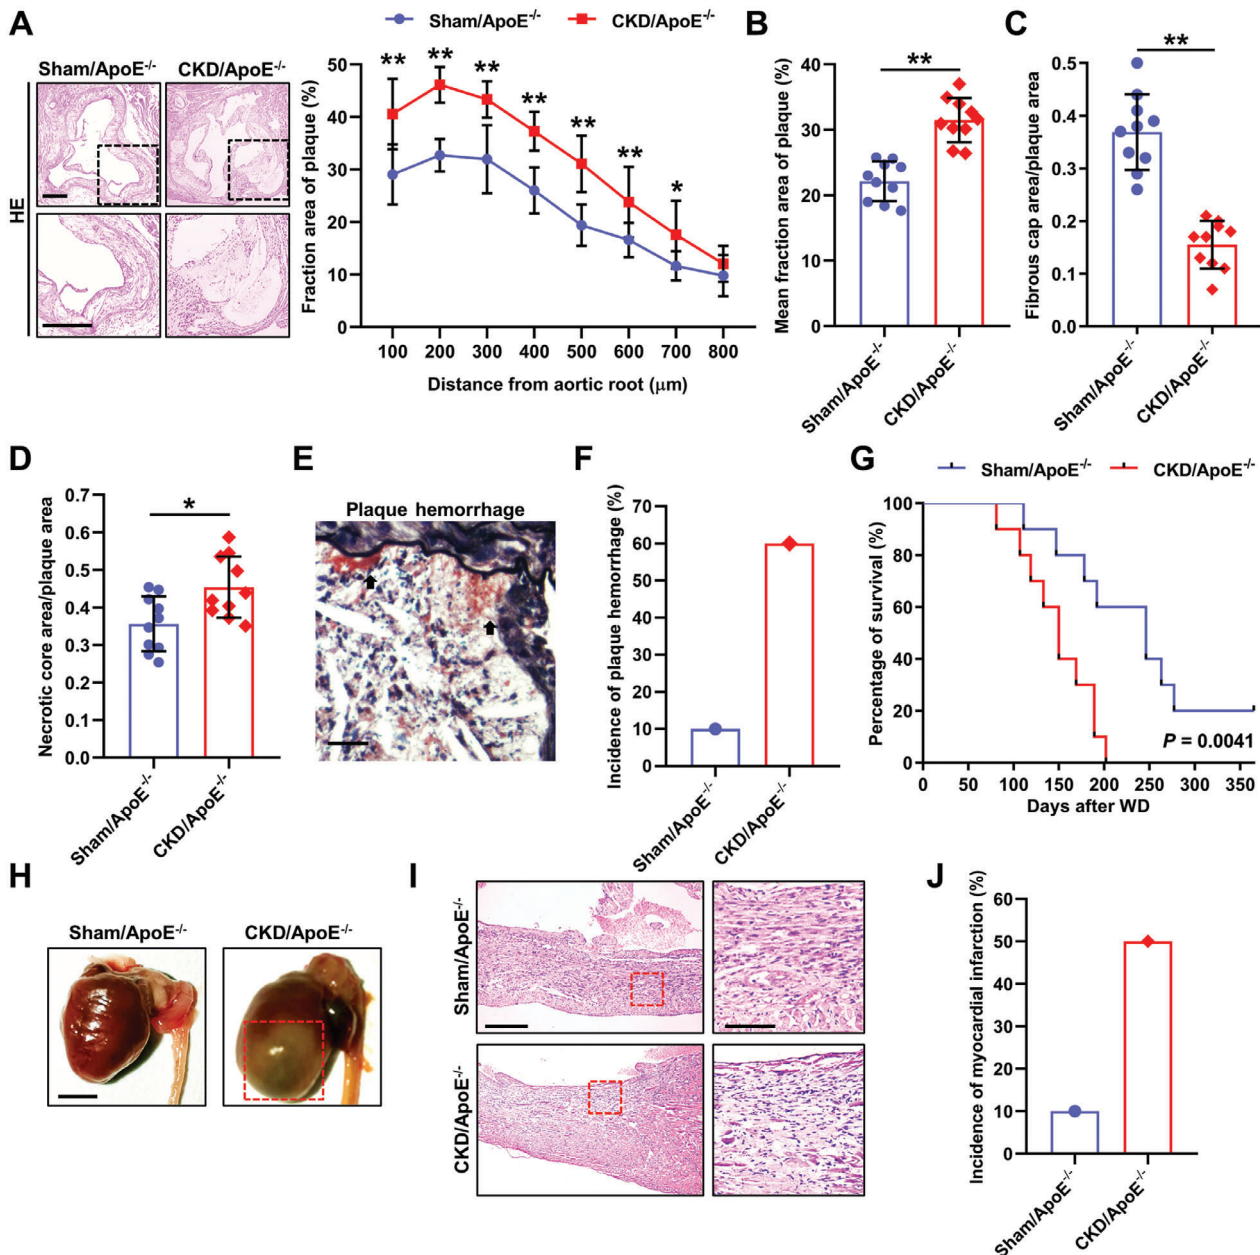 A
Sham/ApoE-/-
CKD/ApoE-/-
Sham/ApoE-/-
CKD/ApoE-/-
HE
Fraction area of plaque (%)
50
40
30
20
10
0
** ** ** ** ** ** *
100 200 300 400 500 600 700 800
Distance from aortic root (μm)
B
Mean fraction area of plaque (%)
40
30
20
10
0
**
Sham/ApoE-/-
CKD/ApoE-/-
C
Fibrous cap area/plaque area
0.5
0.4
0.3
0.2
0.1
0.0
**
Sham/ApoE-/-
CKD/ApoE-/-
D
Necrotic core area/plaque area
0.7
0.6
0.5
0.4
0.3
0.2
0.1
0.0
*
Sham/ApoE-/-
CKD/ApoE-/-
E
Plaque hemorrhage
F
Incidence of plaque hemorrhage (%)
70
60
50
40
30
20
10
0
Sham/ApoE-/-
CKD/ApoE-/-
G
Sham/ApoE-/-
CKD/ApoE-/-
Percentage of survival (%)
100
80
60
40
20
0
P = 0.0041
0 50 100 150 200 250 300 350
Days after WD
H
Sham/ApoE-/-
CKD/ApoE-/-
I
Sham/ApoE-/-
CKD/ApoE-/-
J
Incidence of myocardial infarction (%)
60
50
40
30
20
10
0
Sham/ApoE-/-
CKD/ApoE-/-